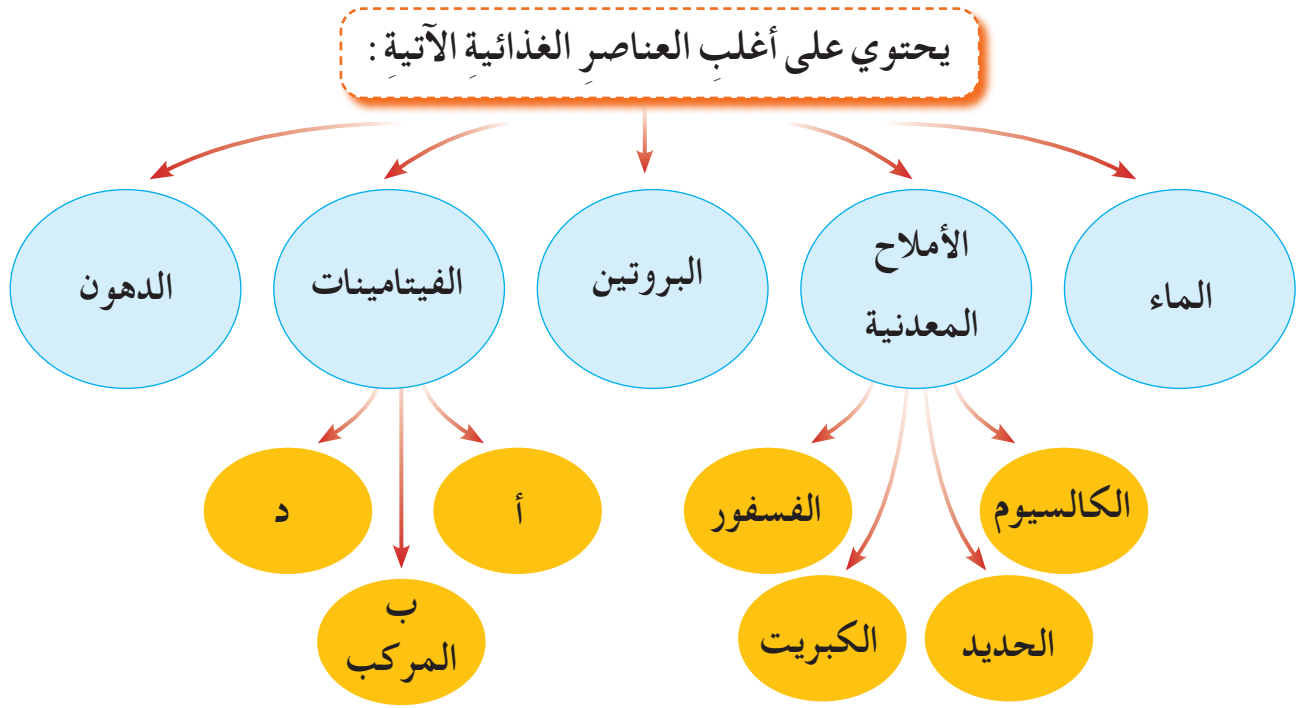 يحتوي على أغلبِ العناصرِ الغذائيةِ الآتيةِ :
الماء
الأملاح
المعدنية
البروتين
الفيتامينات
الدهون
الكالسيوم
الحديد
الكبريت
الفسفور
أ
ب
المركب
د